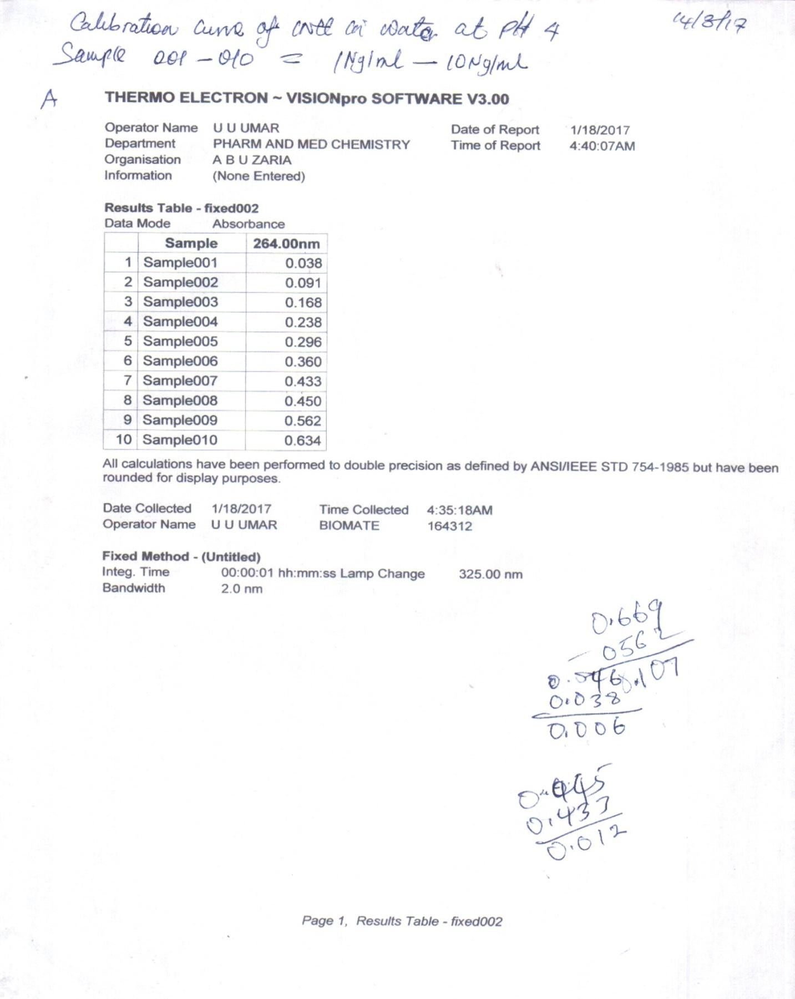 Calibration curve of in water at PH 4
14/3/17
Sample 001 - 010 = 1Ng/ml - 10Ng/ml
A
THERMO ELECTRON ~ VISIONpro SOFTWARE V3.00
Operator Name U U UMAR Date of Report 1/18/2017
Department PHARM AND MED CHEMISTRY Time of Report 4:40:07AM
Organisation A B U ZARIA
Information (None Entered)
Results Table - fixed002
Data Mode Absorbance
Sample 264.00nm
1 Sample001 0.038
2 Sample002 0.091
3 Sample003 0.168
4 Sample004 0.238
5 Sample005 0.296
6 Sample006 0.360
7 Sample007 0.433
8 Sample008 0.450
9 Sample009 0.562
10 Sample010 0.634
All calculations have been performed to double precision as defined by ANSI/IEEE STD 754-1985 but have been
rounded for display purposes.
Date Collected 1/18/2017 Time Collected 4:35:18AM
Operator Name U U UMAR BIOMATE 164312
Fixed Method - (Untitled)
Integ. Time 00:00:01 hh:mm:ss Lamp Change 325.00 nm
Bandwidth 2.0 nm
0.669
- 0562
0.107
0.038
0.006
0.445
0.433
0.012
Page 1, Results Table - fixed002